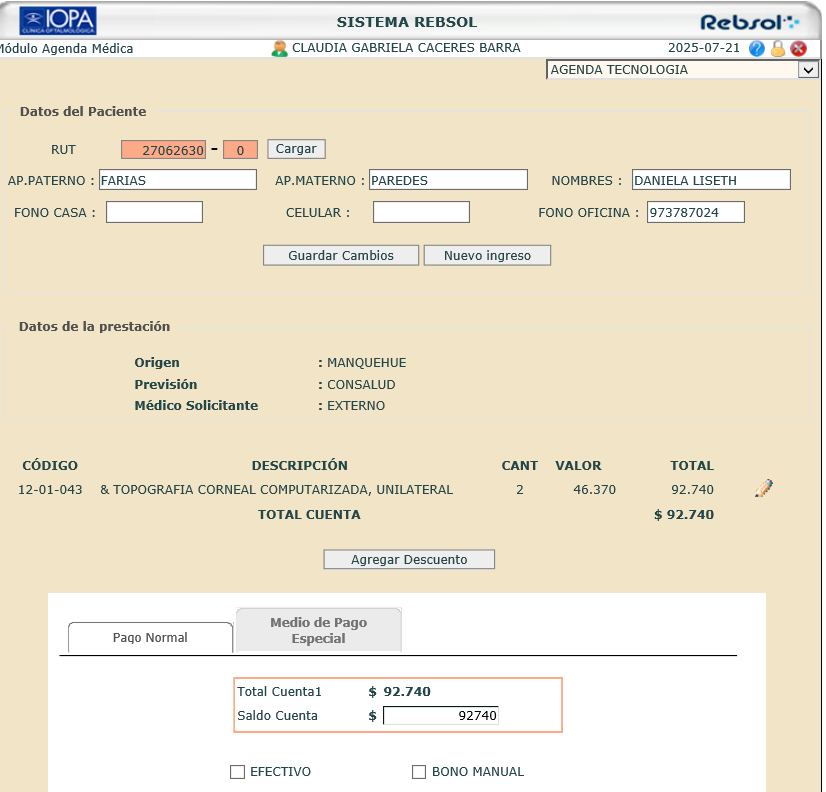 IOPA
CLINICA OFTALMOLOGICA
SISTEMA REBSOL
Rebsol
Módulo Agenda Médica
CLAUDIA GABRIELA CACERES BARRA
2025-07-21
AGENDA TECNOLOGIA
Datos del Paciente
RUT 27062630 - 0 Cargar
AP.PATERNO : FARIAS AP.MATERNO : PAREDES NOMBRES : DANIELA LISETH
FONO CASA : CELULAR : FONO OFICINA : 973787024
Guardar Cambios Nuevo ingreso
Datos de la prestación
Origen : MANQUEHUE
Previsión : CONSALUD
Médico Solicitante : EXTERNO
CÓDIGO DESCRIPCIÓN CANT VALOR TOTAL
12-01-043 & TOPOGRAFIA CORNEAL COMPUTARIZADA, UNILATERAL 2 46.370 92.740
TOTAL CUENTA $ 92.740
Agregar Descuento
Pago Normal
Medio de Pago
Especial
Total Cuenta1 $ 92.740
Saldo Cuenta $ 92740
EFECTIVO BONO MANUAL